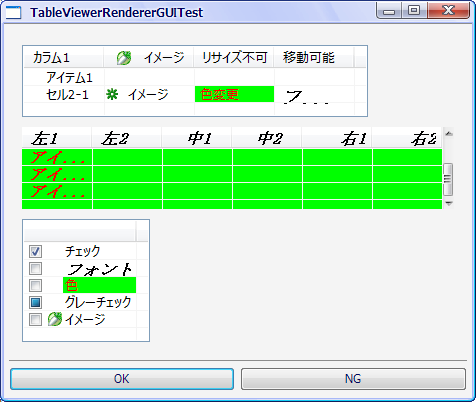 TableViewerRendererGUITest
カラム1 イメージ リサイズ不可 移動可能
アイテム1
セル2-1 イメージ 色変更 フ...
左1 左2 中1 中2 右1 右2
アイ...
アイ...
アイ...
チェック
フォント
色
グレーチェック
イメージ
OK NG